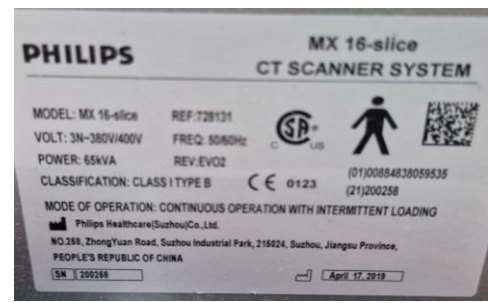 PHILIPS
MX 16-slice
CT SCANNER SYSTEM
MODEL: MX 16-slice REF:728131
VOLT: 3N~380V/400V FREQ: 50/60Hz
POWER: 65kVA REV:EVO2
CLASSIFICATION: CLASS I TYPE B CE 0123
SA
C US
(01)00884838059535
(21)200258
MODE OF OPERATION: CONTINUOUS OPERATION WITH INTERMITTENT LOADING
Philips Healthcare(Suzhou)Co.,Ltd.
NO.258, ZhongYuan Road, Suzhou Industrial Park, 215024, Suzhou, Jiangsu Province,
PEOPLE'S REPUBLIC OF CHINA
SN 200258
April 17, 2019